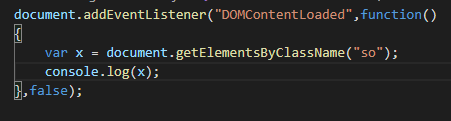 document.addEventListener("DOMContentLoaded",function()
{
    var x = document.getElementsByClassName("so");
    console.log(x);
},false);